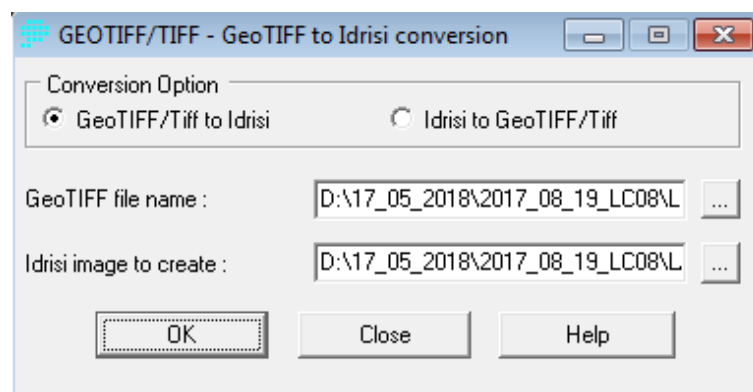 GEOTIFF/TIFF - GeoTIFF to Idrisi conversion
Conversion Option
GeoTIFF/Tiff to Idrisi Idrisi to GeoTIFF/Tiff
GeoTIFF file name : D:\17_05_2018\2017_08_19_LC08\L ...
Idrisi image to create : D:\17_05_2018\2017_08_19_LC08\L ...
OK Close Help